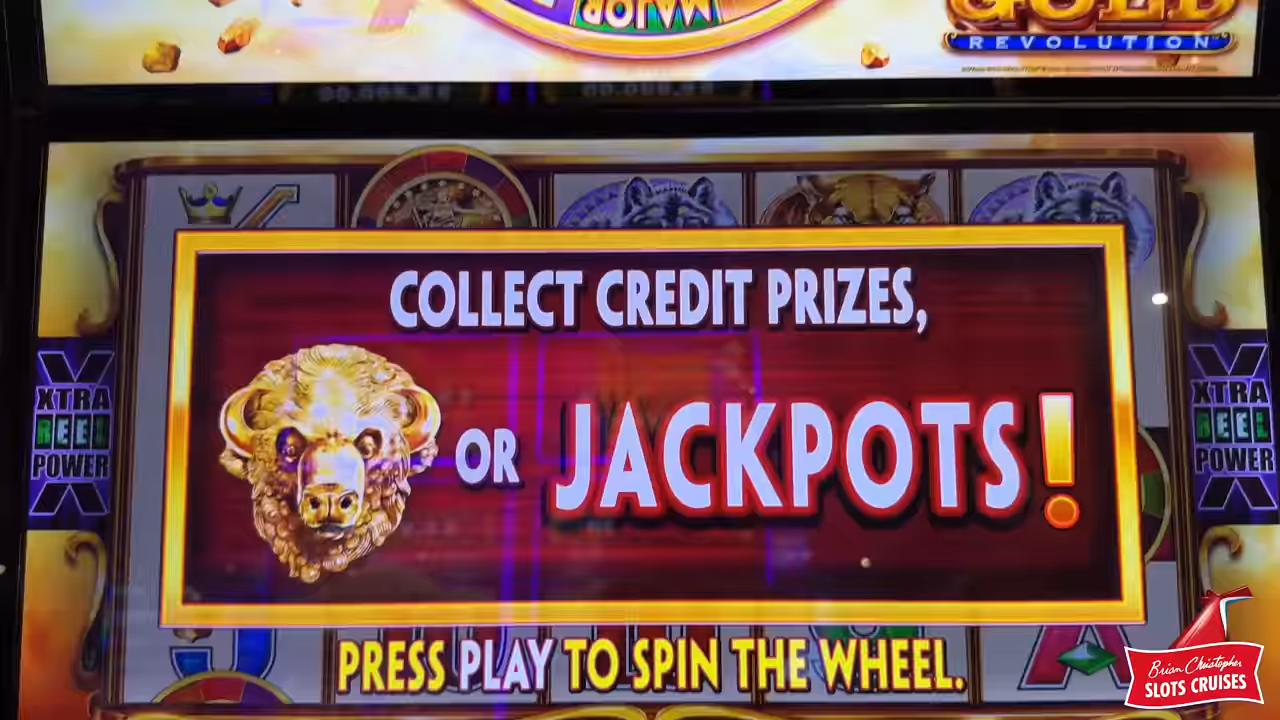 MAJOR
GOLD
REVOLUTION
COLLECT CREDIT PRIZES,
OR JACKPOTS!
XTRA
REEL
POWER
XTRA
REEL
POWER
PRESS PLAY TO SPIN THE WHEEL.
Brian Christopher
SLOTS CRUISES